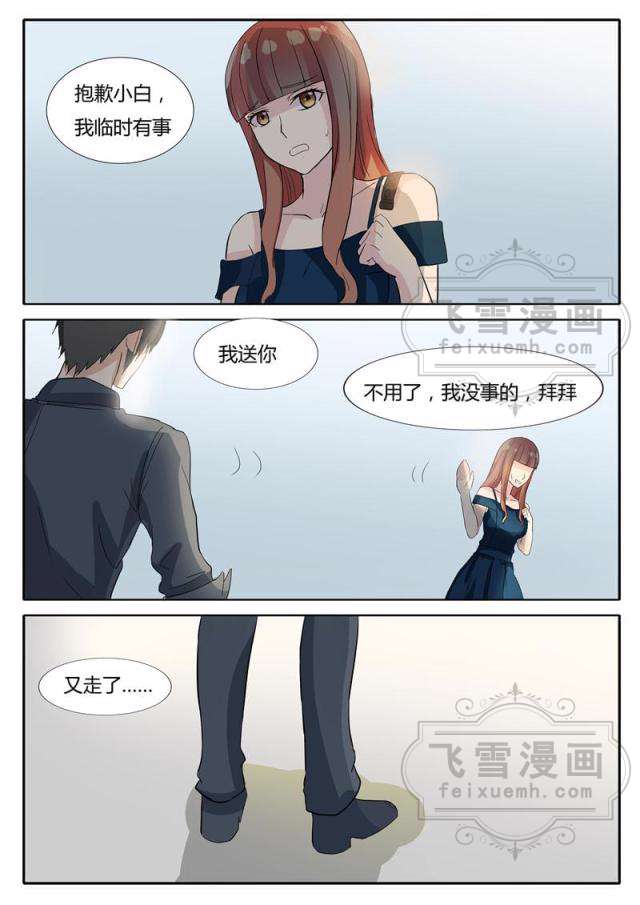 抱歉小白，
我临时有事
飞雪漫画
feixuemh.com
我送你
不用了，我没事的，拜拜
又走了……
飞雪漫画
feixuemh.com